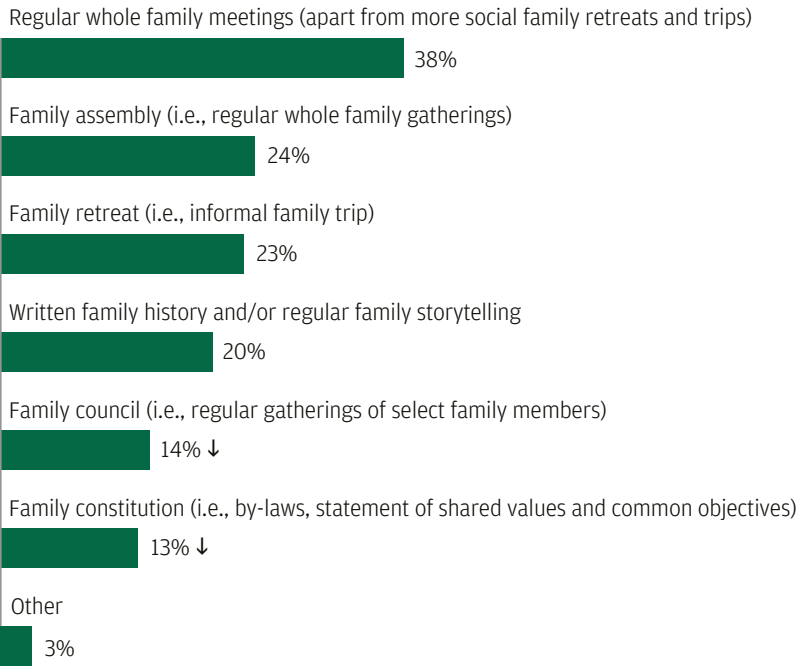 Regular whole family meetings (apart from more social family retreats and trips)
38%
Family assembly (i.e., regular whole family gatherings)
24%
Family retreat (i.e., informal family trip)
23%
Written family history and/or regular family storytelling
20%
Family council (i.e., regular gatherings of select family members)
14% ↓
Family constitution (i.e., by-laws, statement of shared values and common objectives)
13% ↓
Other
3%